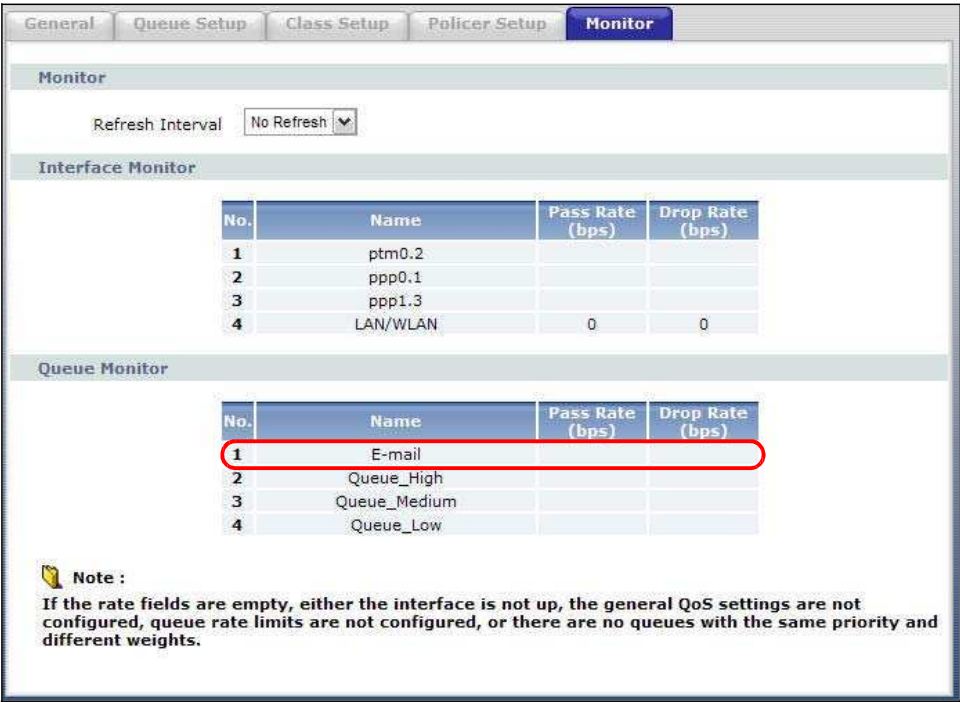 General Queue Setup Class Setup Policer Setup Monitor
Monitor
Refresh Interval No Refresh
Interface Monitor
No. Name Pass Rate (bps) Drop Rate (bps)
1 ptm0.2
2 ppp0.1
3 ppp1.3
4 LAN/WLAN 0 0
Queue Monitor
No. Name Pass Rate (bps) Drop Rate (bps)
1 E-mail
2 Queue_High
3 Queue_Medium
4 Queue_Low
Note :
If the rate fields are empty, either the interface is not up, the general QoS settings are not
configured, queue rate limits are not configured, or there are no queues with the same priority and
different weights.